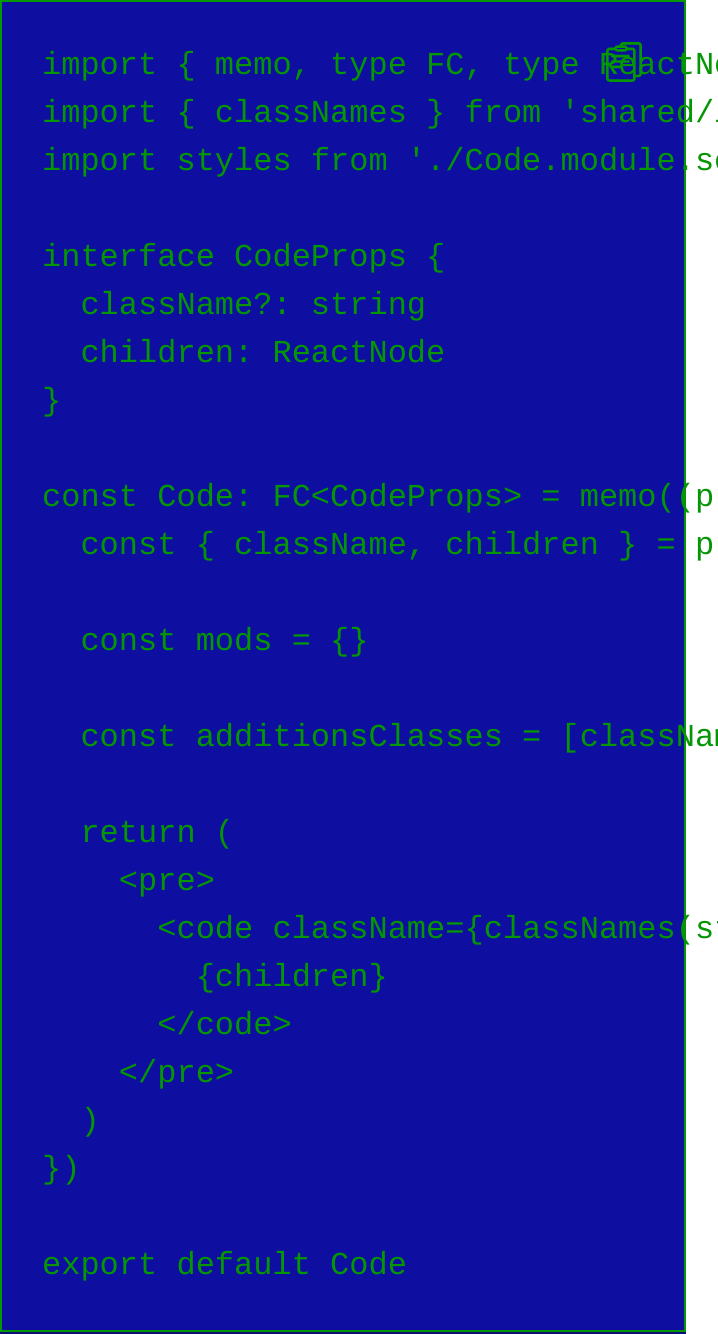 import { memo, type FC, type ReactNo
import { classNames } from 'shared/l
import styles from './Code.module.sc
interface CodeProps {
  className?: string
  children: ReactNode
}
const Code: FC<CodeProps> = memo((p
  const { className, children } = p
  const mods = {}
  const additionsClasses = [classNam
  return (
    <pre>
      <code className={classNames(st
        {children}
      </code>
    </pre>
  )
})
export default Code